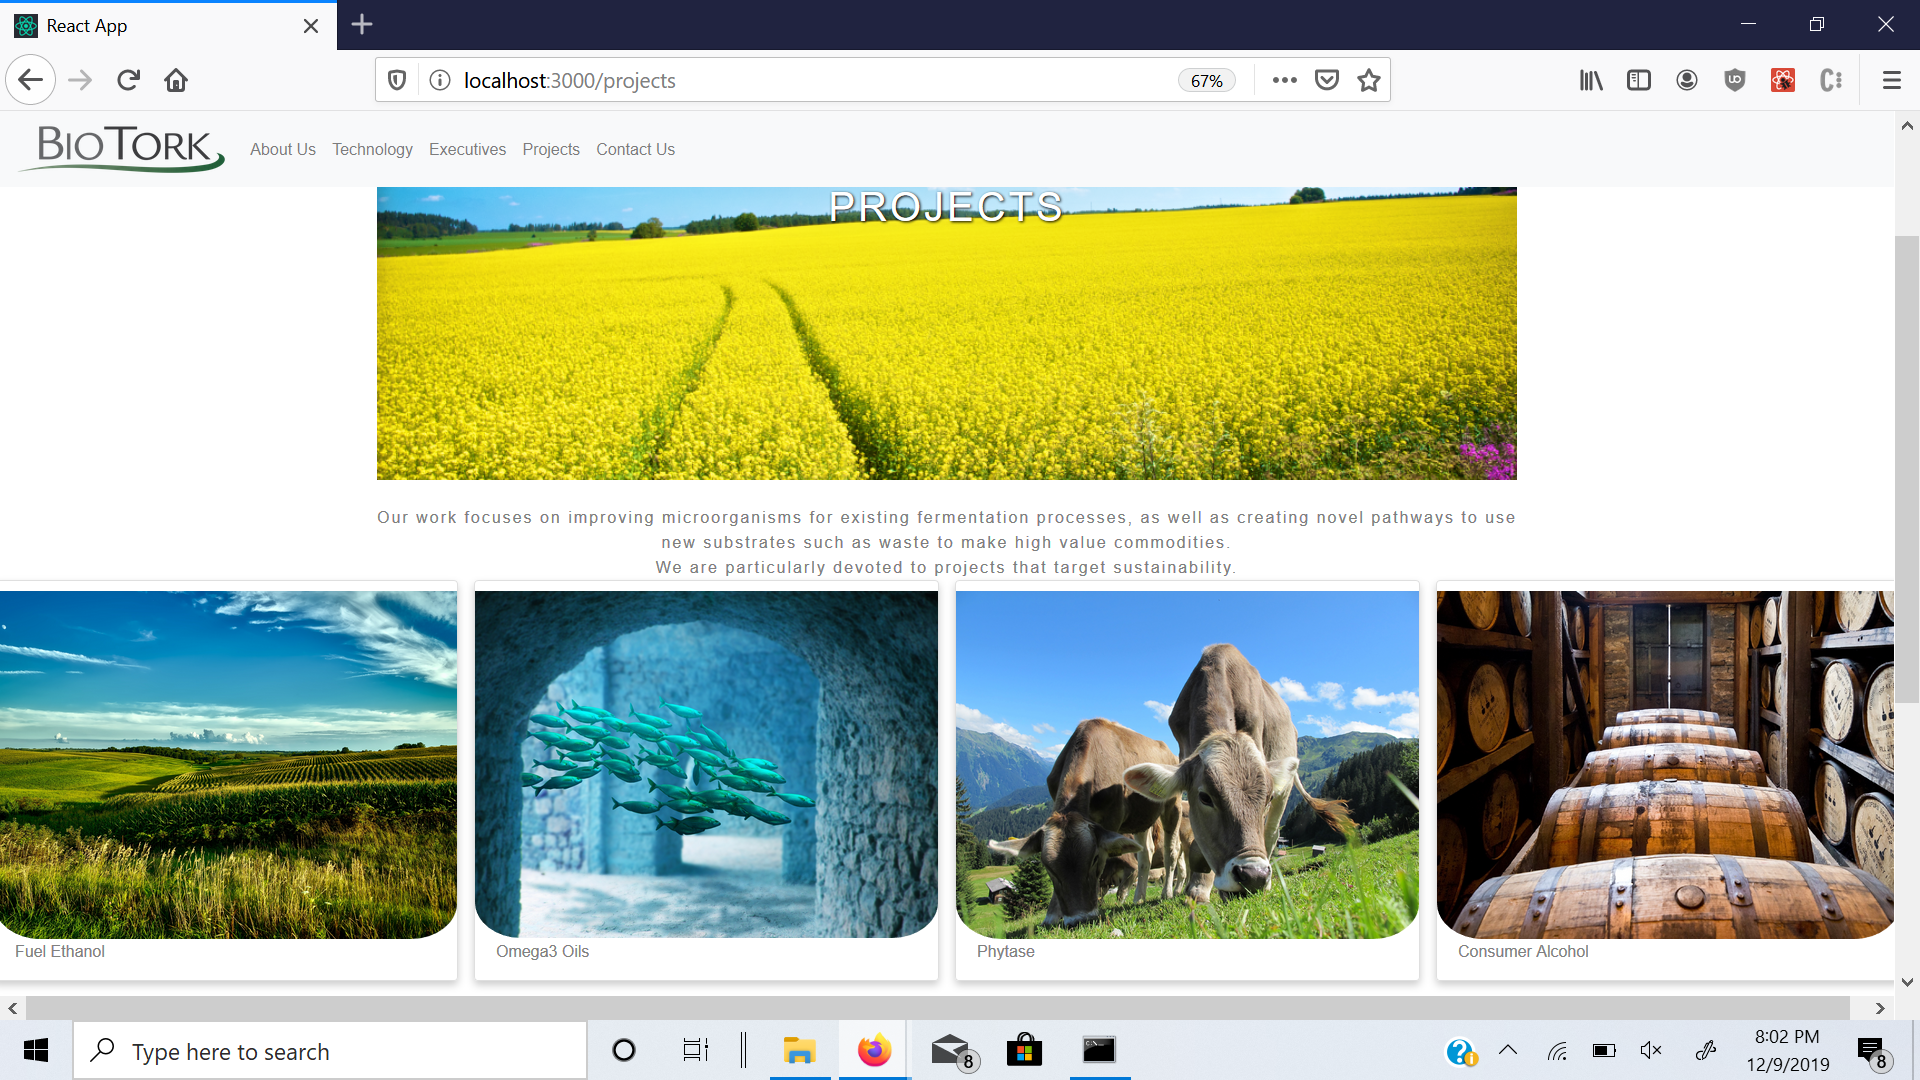 React App
localhost:3000/projects
67%
BIOTORK
About Us Technology Executives Projects Contact Us
PROJECTS
Our work focuses on improving microorganisms for existing fermentation processes, as well as creating novel pathways to use
new substrates such as waste to make high value commodities.
We are particularly devoted to projects that target sustainability.
Fuel Ethanol
Omega3 Oils
Phytase
Consumer Alcohol
Type here to search
8
8:02 PM
12/9/2019
8